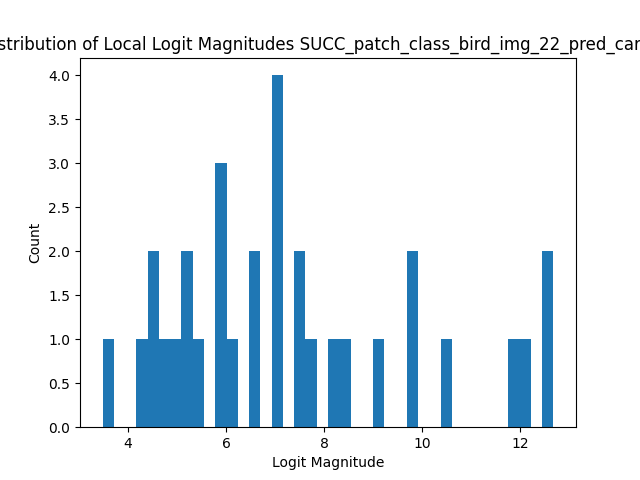 stribution of Local Logit Magnitudes SUCC_patch_class_bird_img_22_pred_car
4.0
3.5
3.0
2.5
2.0
1.5
1.0
0.5
0.0
Count
4 6 8 10 12
Logit Magnitude